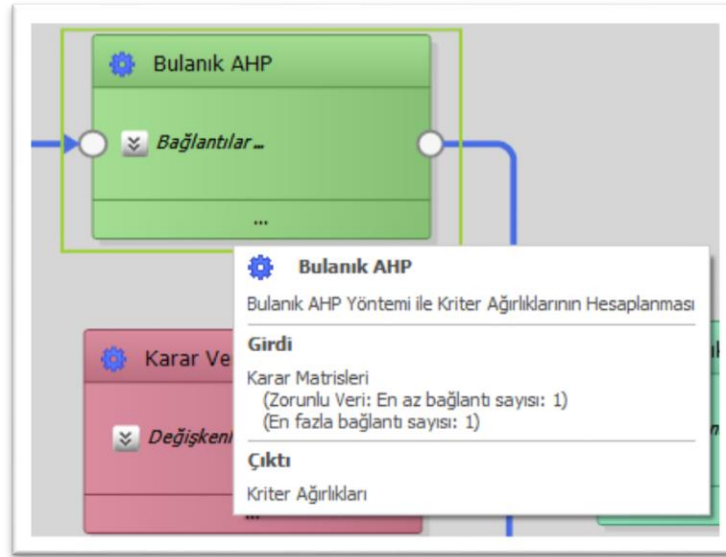 Bulanık AHP
Bağlantılar...
...
Bulanık AHP
Bulanık AHP Yöntemi ile Kriter Ağırlıklarının Hesaplanması
Girdi
Karar Matrisleri
(Zorunlu Veri: En az bağlantı sayısı: 1)
(En fazla bağlantı sayısı: 1)
Çıktı
Kriter Ağırlıkları
Karar Ve